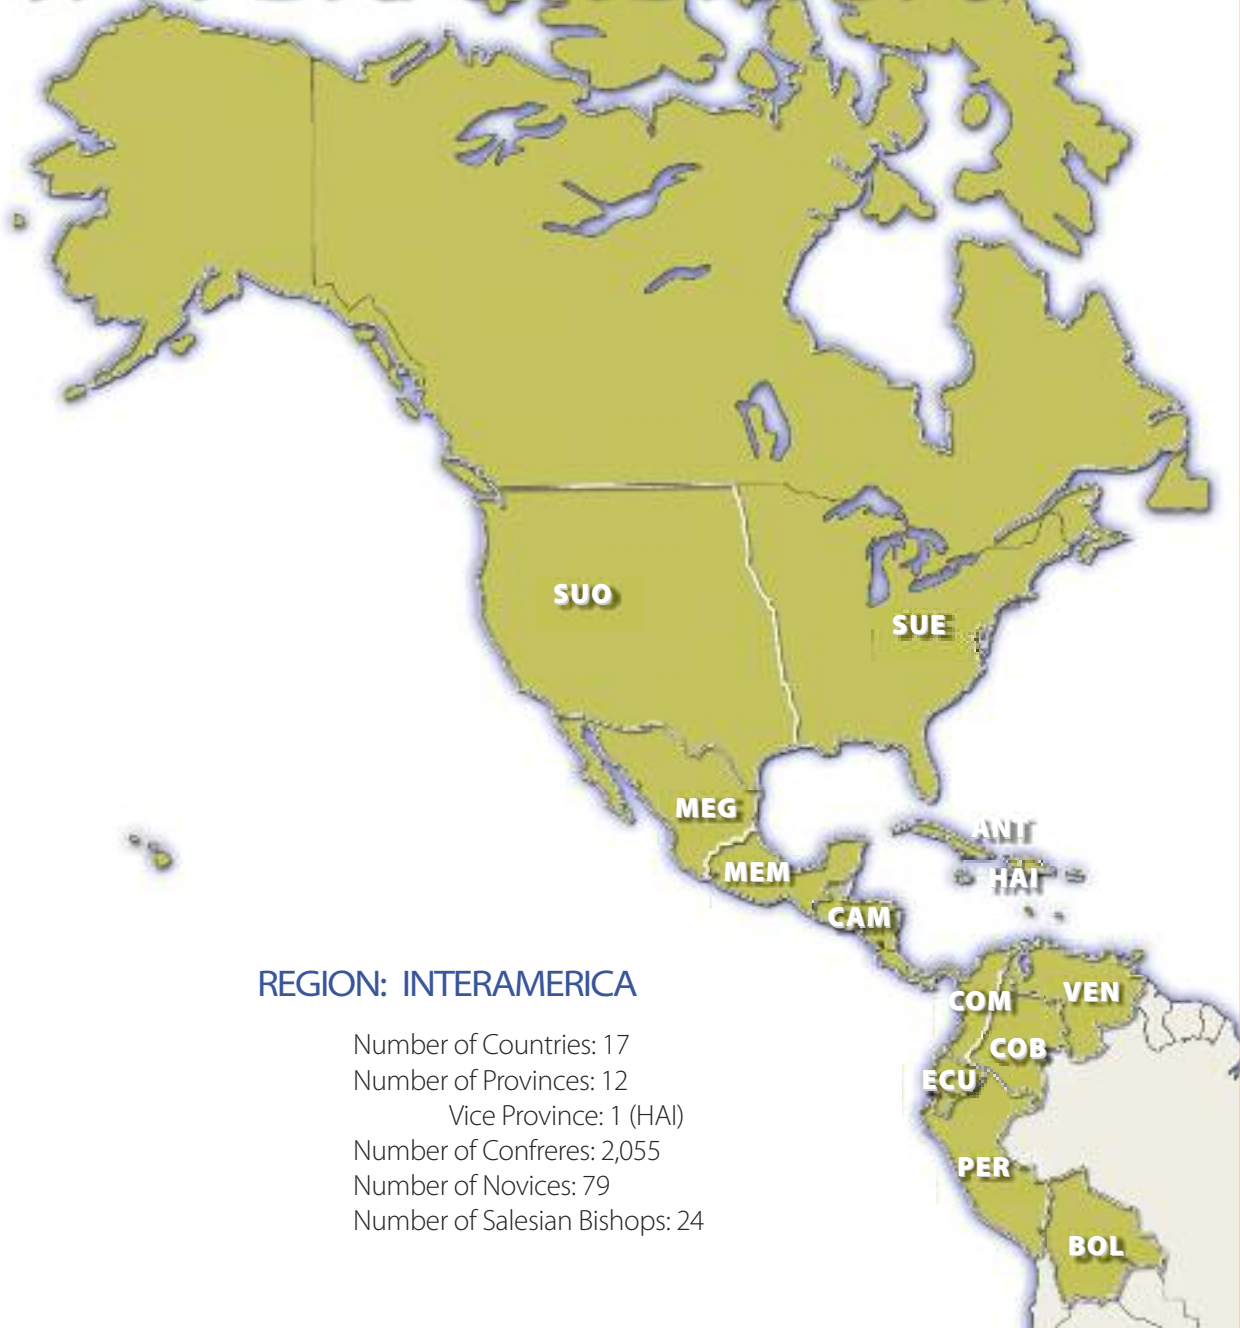 SUO
SUE
MEG
ANT
MEM
HAI
CAM
REGION: INTERAMERICA
COM
VEN
Number of Countries: 17
COB
Number of Provinces: 12
ECU
Vice Province: 1 (HAI)
Number of Confreres: 2,055
PER
Number of Novices: 79
Number of Salesian Bishops: 24
BOL